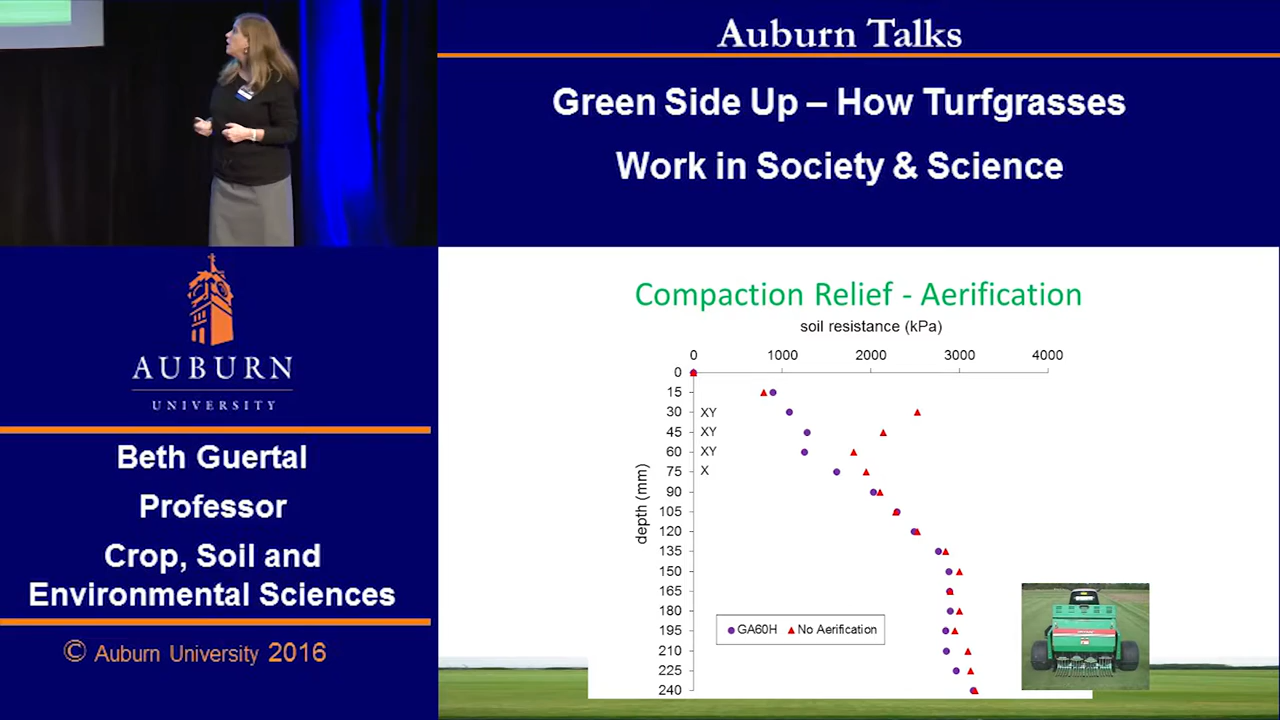 Auburn Talks
Green Side Up – How Turfgrasses
Work in Society & Science
AUBURN
UNIVERSITY
Beth Guertal
Professor
Crop, Soil and
Environmental Sciences
© Auburn University 2016
Compaction Relief - Aerification
soil resistance (kPa)
0 1000 2000 3000 4000
depth (mm)
0
15
30 XY
45 XY
60 XY
75 X
90
105
120
135
150
165
180
195
210
225
240
GA60H No Aerification